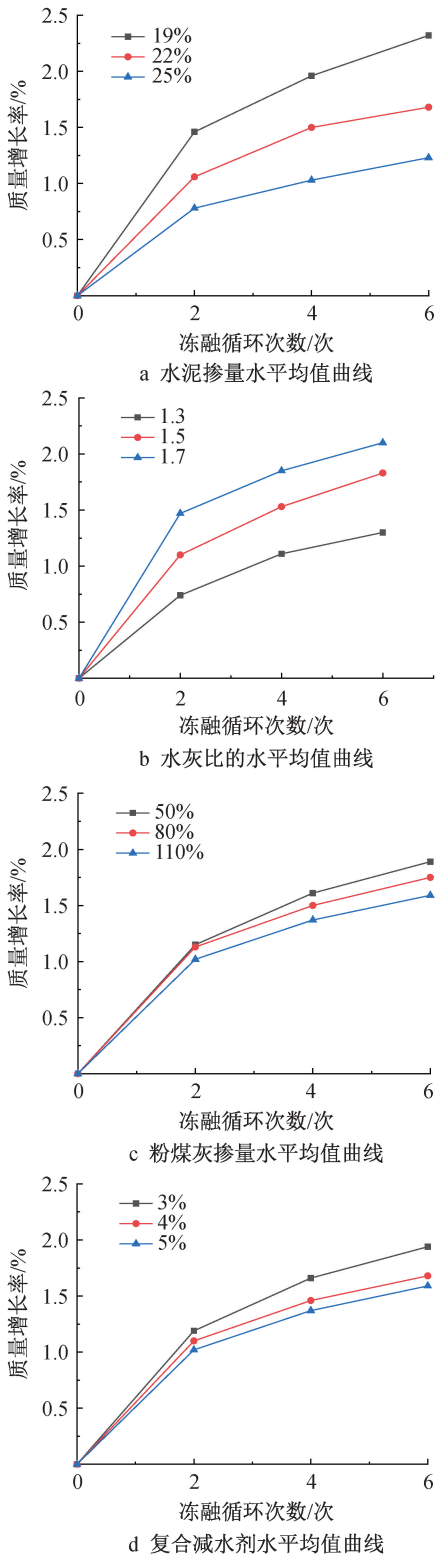 2.5
2.0
1.5
1.0
0.5
质量增长率/%
19%
22%
25%
0 2 4 6
冻融循环次数/次
a 水泥掺量水平均值曲线
2.5
2.0
1.5
1.0
0.5
质量增长率/%
1.3
1.5
1.7
0 2 4 6
冻融循环次数/次
b 水灰比的水平均值曲线
2.5
2.0
1.5
1.0
0.5
质量增长率/%
50%
80%
110%
0 2 4 6
冻融循环次数/次
c 粉煤灰掺量水平均值曲线
2.5
2.0
1.5
1.0
0.5
质量增长率/%
3%
4%
5%
0 2 4 6
冻融循环次数/次
d 复合减水剂水平均值曲线